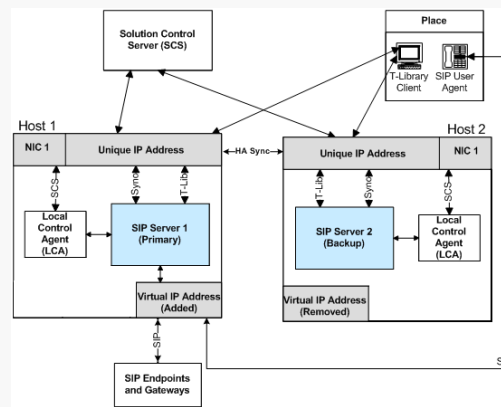 Solution Control
Server (SCS)
Place
T-Library
Client
SIP User
Agent
Host 1
NIC 1
Unique IP Address
HA Sync
Host 2
Unique IP Address
NIC 1
SCS
Sync
T-Lib
T-Lib
Sync
SCS
Local
Control
Agent
(LCA)
SIP Server 1
(Primary)
SIP Server 2
(Backup)
Local
Control
Agent
(LCA)
Virtual IP Address
(Added)
Virtual IP Address
(Removed)
SIP
S
SIP Endpoints
and Gateways